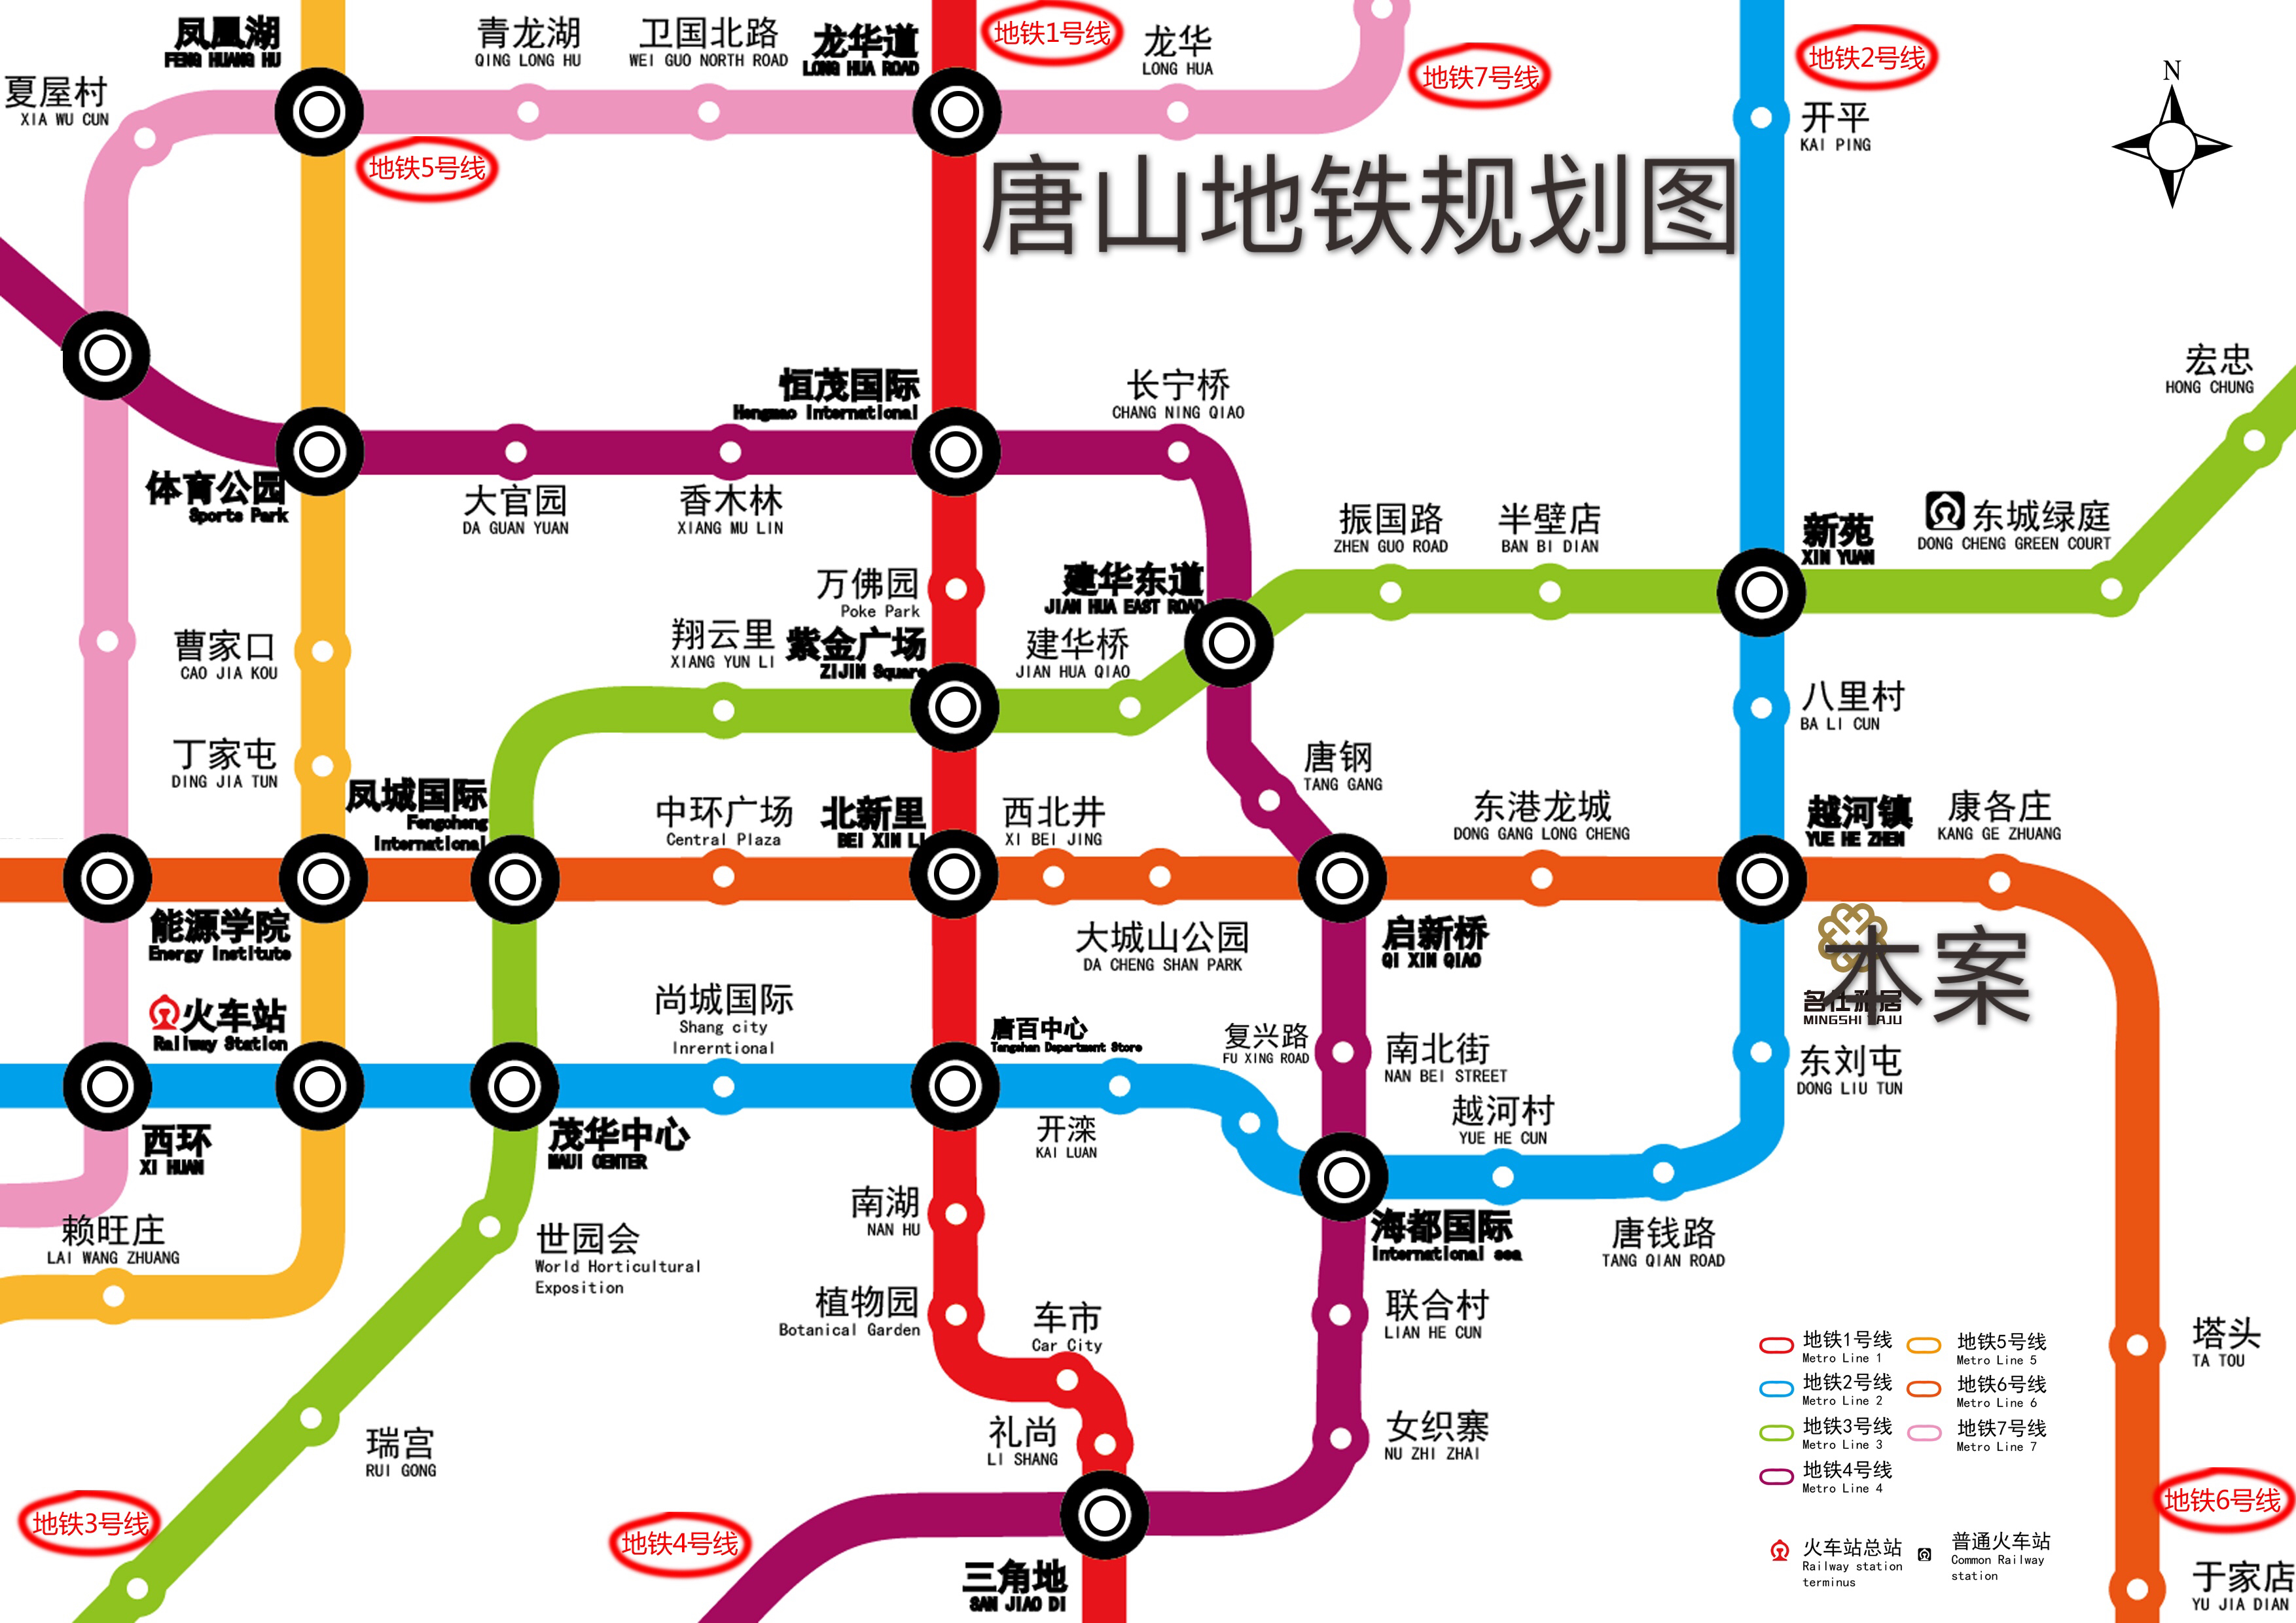 唐山地铁规划图
N
地铁1号线
地铁7号线
地铁2号线
地铁5号线
夏屋村
XIA WU CUN
凤凰湖
FENG HUANG HU
青龙湖
QING LONG HU
卫国北路
WEI GUO NORTH ROAD
龙华道
LONG HUA ROAD
龙华
LONG HUA
开平
KAI PING
体育公园
Sports Park
大官园
DA GUAN YUAN
香木林
XIANG MU LIN
恒茂国际
Hengmao International
长宁桥
CHANG NING QIAO
宏忠
HONG CHUNG
振国路
ZHEN GUO ROAD
半壁店
BAN BI DIAN
新苑
XIN YUAN
东城绿庭
DONG CHENG GREEN COURT
万佛园
Poke Park
建华东道
JIAN HUA EAST ROAD
曹家口
CAO JIA KOU
翔云里
XIANG YUN LI
紫金广场
ZIJIN Square
建华桥
JIAN HUA QIAO
八里村
BA LI CUN
丁家屯
DING JIA TUN
凤城国际
Fengcheng
International
中环广场
Central Plaza
北新里
BEI XIN LI
西北井
XI BEI JING
唐钢
TANG GANG
东港龙城
DONG GANG LONG CHENG
越河镇
YUE HE ZHEN
康各庄
KANG GE ZHUANG
能源学院
Energy Institute
大城山公园
DA CHENG SHAN PARK
启新桥
QI XIN QIAO
本案
名仕雅居
MINGSHI YAJU
火车站
Railway Station
尚城国际
Shang city
Inrerntional
唐百中心
Tangshan Department Store
复兴路
FU XING ROAD
南北街
NAN BEI STREET
东刘屯
DONG LIU TUN
西环
XI HUAN
茂华中心
MAUI CENTER
开滦
KAI LUAN
越河村
YUE HE CUN
赖旺庄
LAI WANG ZHUANG
世园会
World Horticultural
Exposition
南湖
NAN HU
海都国际
International sea
唐钱路
TANG QIAN ROAD
植物园
Botanical Garden
车市
Car City
联合村
LIAN HE CUN
塔头
TA TOU
瑞宫
RUI GONG
礼尚
LI SHANG
女织寨
NU ZHI ZHAI
地铁3号线
地铁4号线
地铁6号线
三角地
SAN JIAO DI
于家店
YU JIA DIAN
地铁1号线
Metro Line 1
地铁5号线
Metro Line 5
地铁2号线
Metro Line 2
地铁6号线
Metro Line 6
地铁3号线
Metro Line 3
地铁7号线
Metro Line 7
地铁4号线
Metro Line 4
火车站总站
Railway station
terminus
普通火车站
Common Railway
station